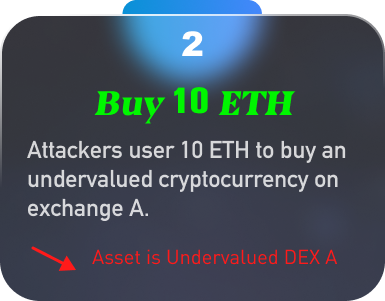 2
Buy 10 ETH
Attackers user 10 ETH to buy an
undervalued cryptocurrency on
exchange A.
Asset is Undervalued DEX A